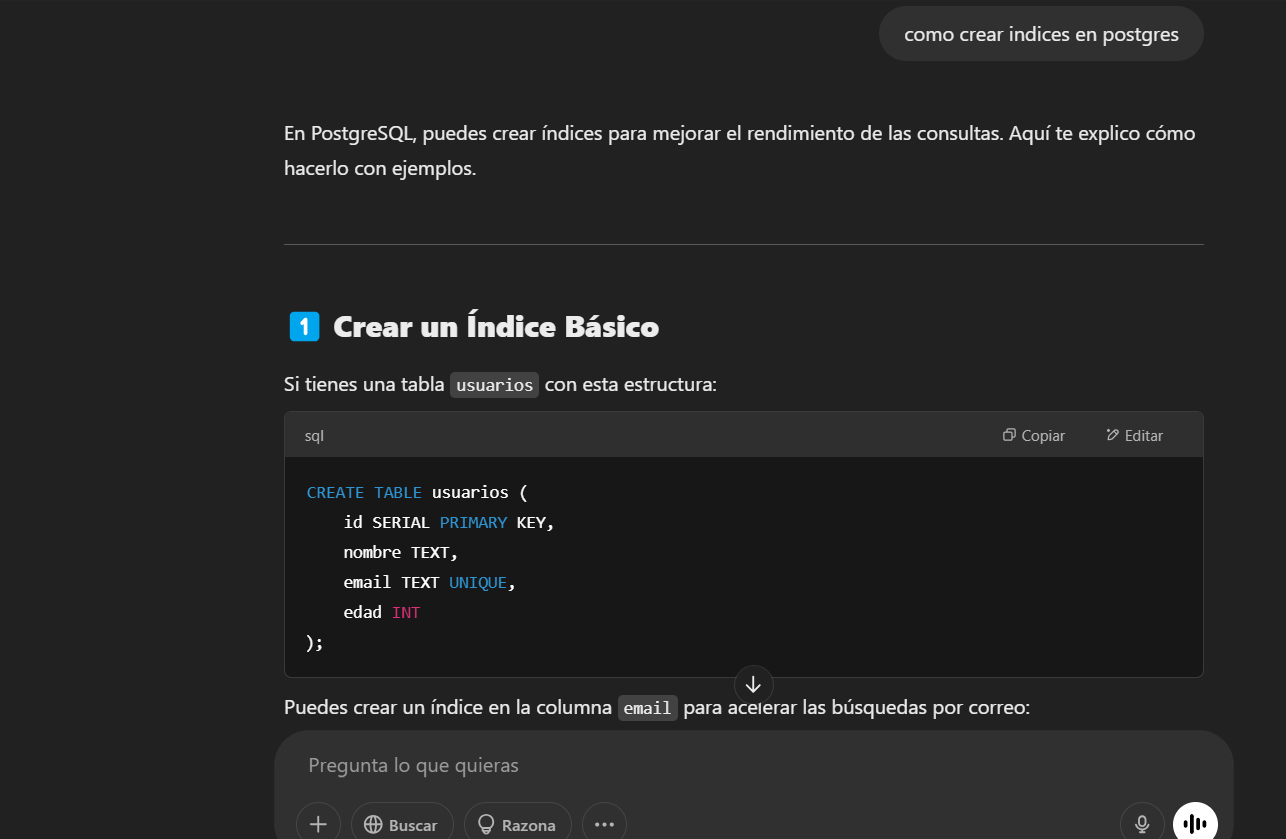 como crear indices en postgres
En PostgreSQL, puedes crear índices para mejorar el rendimiento de las consultas. Aquí te explico cómo
hacerlo con ejemplos.
1 Crear un Índice Básico
Si tienes una tabla usuarios con esta estructura:
sql Copiar Editar
CREATE TABLE usuarios (
    id SERIAL PRIMARY KEY,
    nombre TEXT,
    email TEXT UNIQUE,
    edad INT
);
Puedes crear un índice en la columna email para acelerar las búsquedas por correo:
Pregunta lo que quieras
Buscar Razona